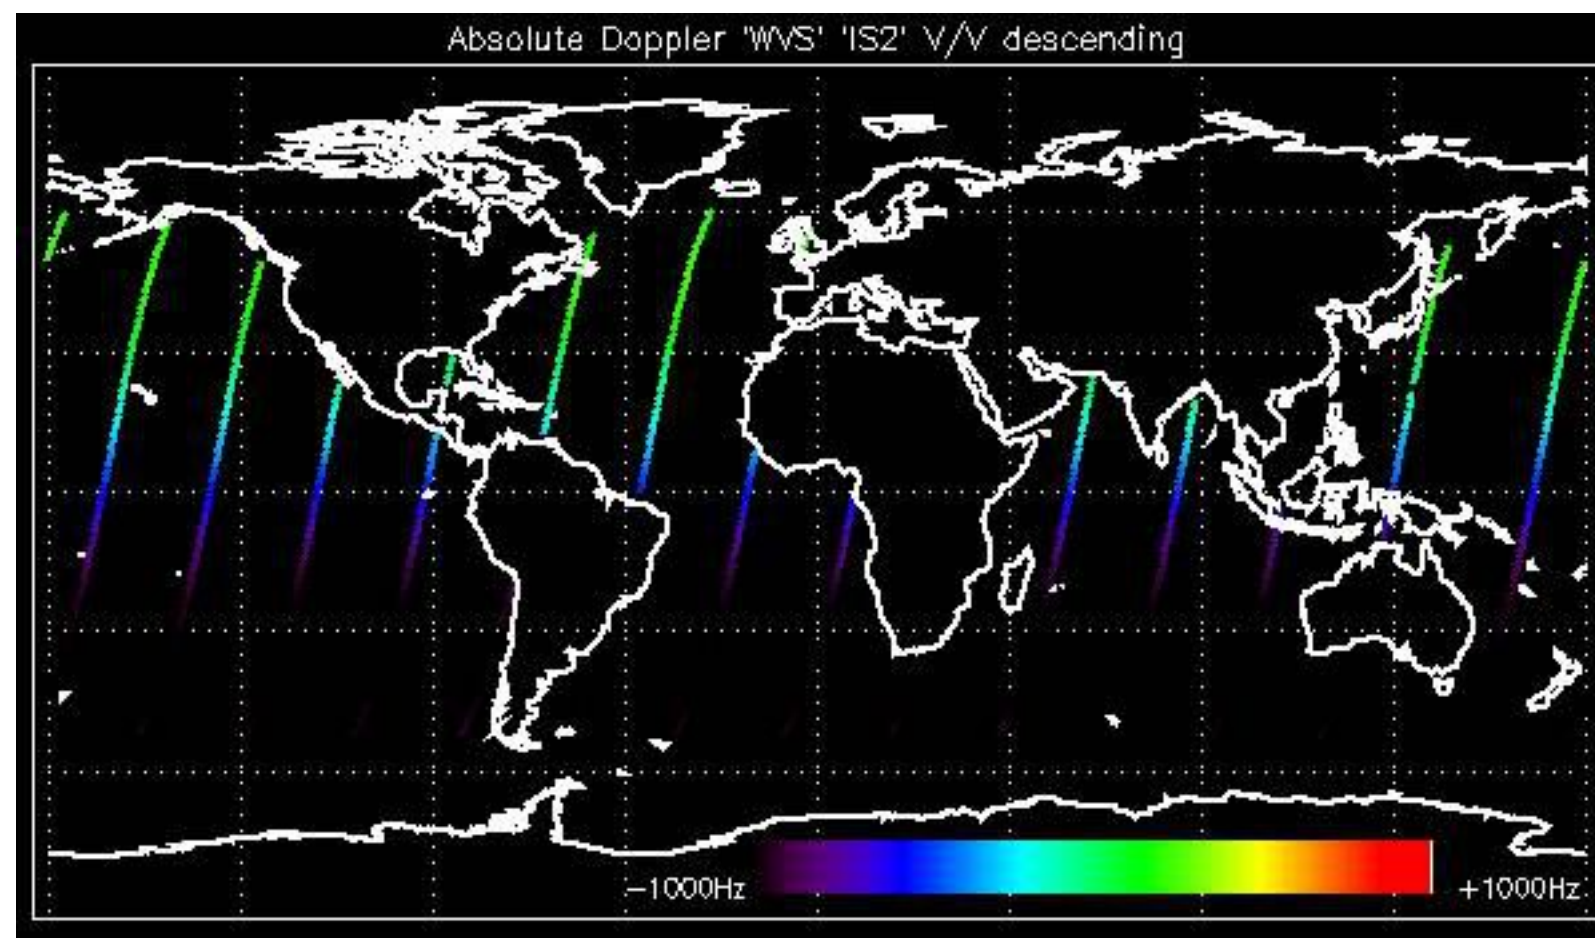 Absolute Doppler 'WVS' 'IS2' V/V descending
−1000Hz +1000Hz